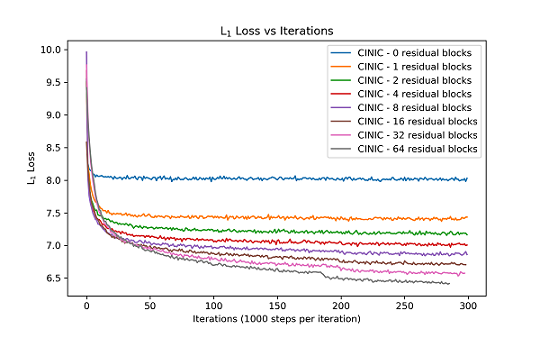 L₁ Loss vs Iterations
10.0
9.5
9.0
8.5
8.0
7.5
7.0
6.5
L₁ Loss
CINIC - 0 residual blocks
CINIC - 1 residual blocks
CINIC - 2 residual blocks
CINIC - 4 residual blocks
CINIC - 8 residual blocks
CINIC - 16 residual blocks
CINIC - 32 residual blocks
CINIC - 64 residual blocks
0 50 100 150 200 250 300
Iterations (1000 steps per iteration)